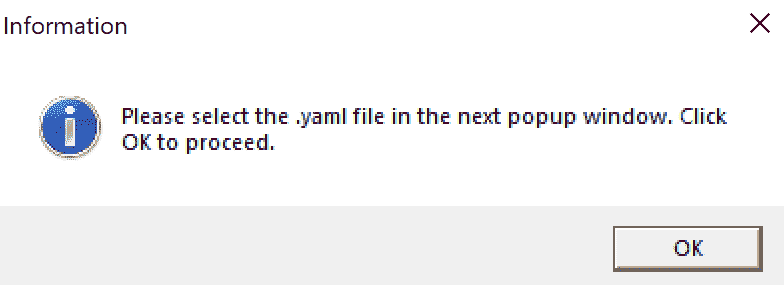 Information
Please select the .yaml file in the next popup window. Click
OK to proceed.
OK